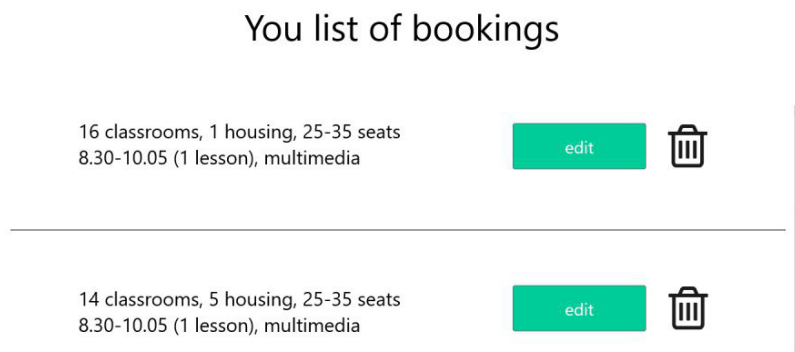 You list of bookings
16 classrooms, 1 housing, 25-35 seats
8.30-10.05 (1 lesson), multimedia
edit
14 classrooms, 5 housing, 25-35 seats
8.30-10.05 (1 lesson), multimedia
edit